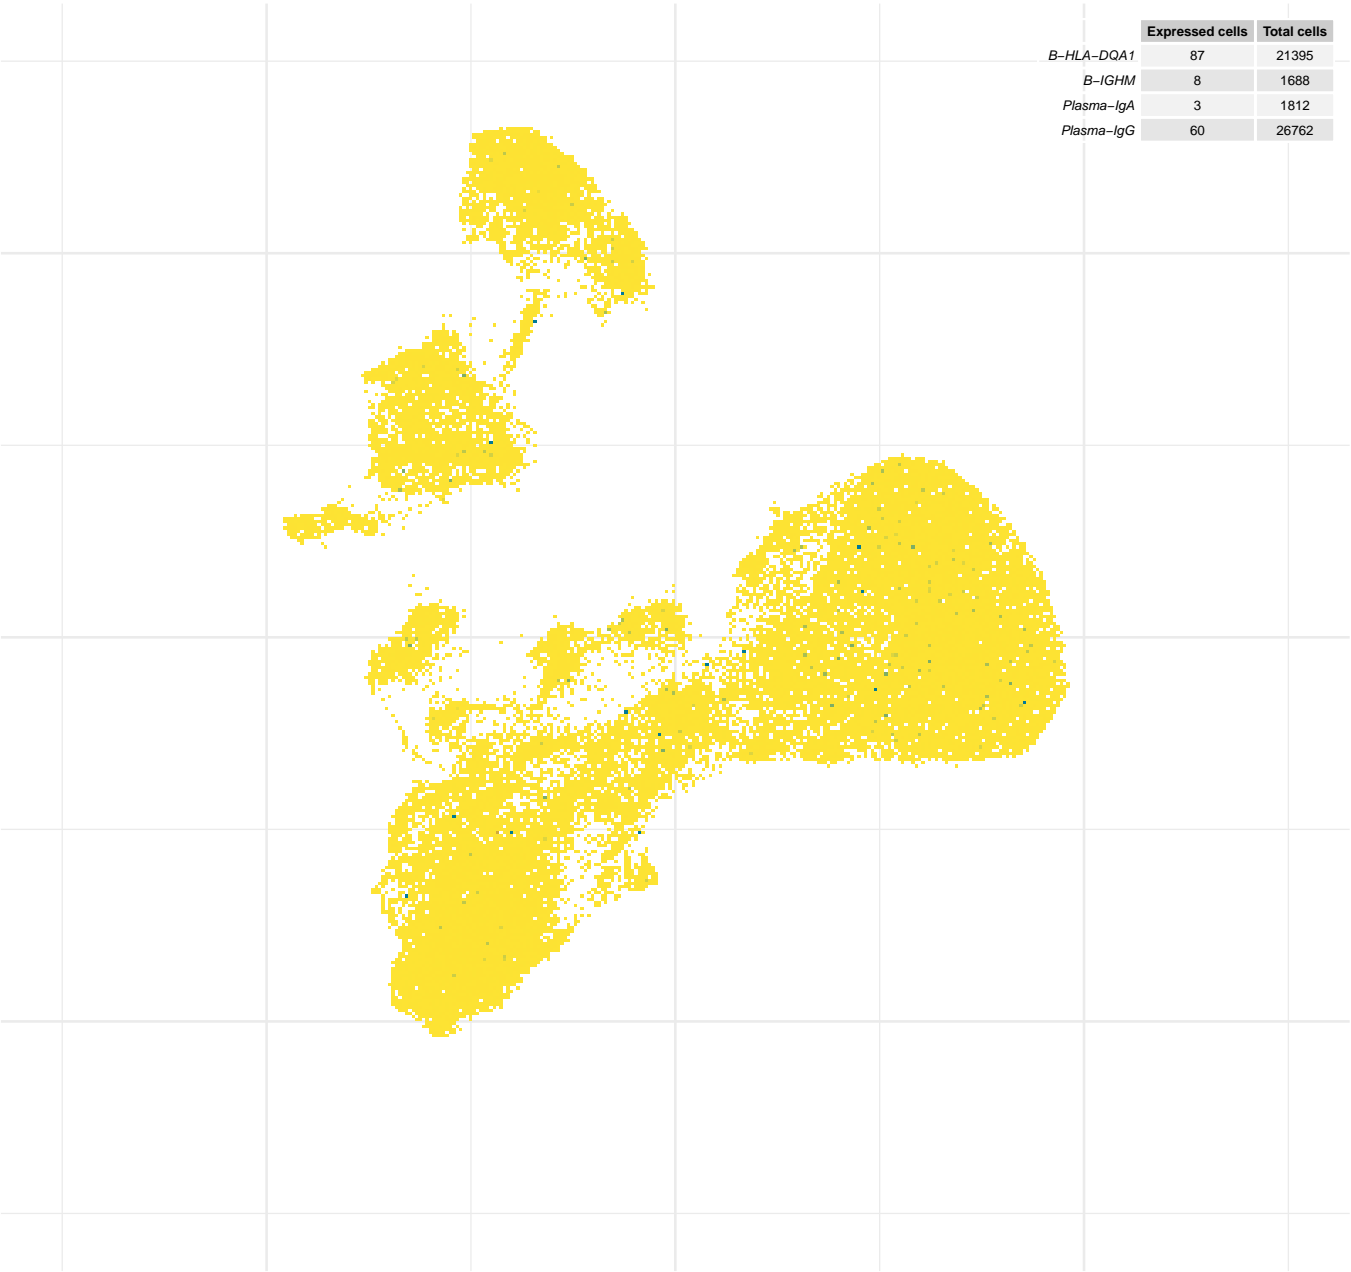 Expressed cells Total cells
B−HLA−DQA1 87 21395
B−IGHM 8 1688
Plasma−IgA 3 1812
Plasma−IgG 60 26762